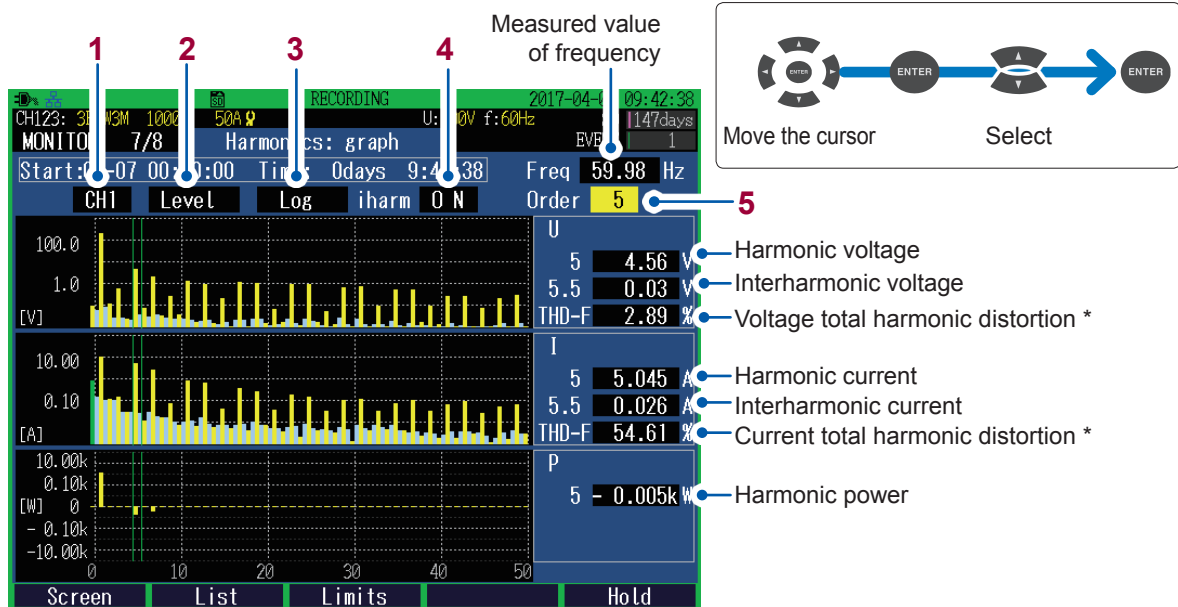 Measured value
of frequency
1 2 3 4
ENTER ENTER ENTER
Move the cursor Select
SD RECORDING 2017-04-0 09:42:38
CH123: 3P3W3M 1000 50A U: 00V f:60Hz 147days
MONITO 7/8 Harmonics: graph EVE 1
Start: -07 00: 0:00 Tim 0days 9:4 :38 Freq 59.98 Hz
CH1 Level Log iharm ON Order 5 5
U
100.0
1.0
[V]
5 4.56 V Harmonic voltage
5.5 0.03 V Interharmonic voltage
THD-F 2.89 % Voltage total harmonic distortion *
I
10.00
0.10
[A]
5 5.045 A Harmonic current
5.5 0.026 A Interharmonic current
THD-F 54.61 % Current total harmonic distortion *
P
10.00k
0.10k
[W] 0
- 0.10k
-10.00k
5 - 0.005k W Harmonic power
0 10 20 30 40 50
Screen List Limits Hold